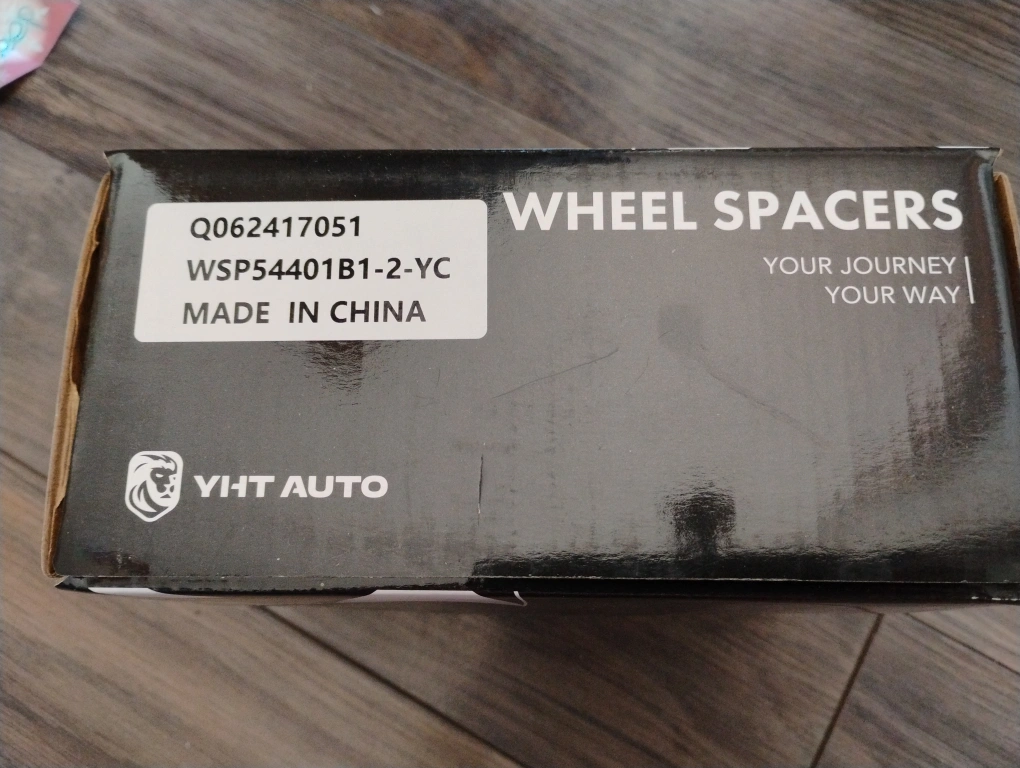 Q062417051
WSP54401B1-2-YC
MADE IN CHINA
WHEEL SPACERS
YOUR JOURNEY
YOUR WAY
YHT AUTO